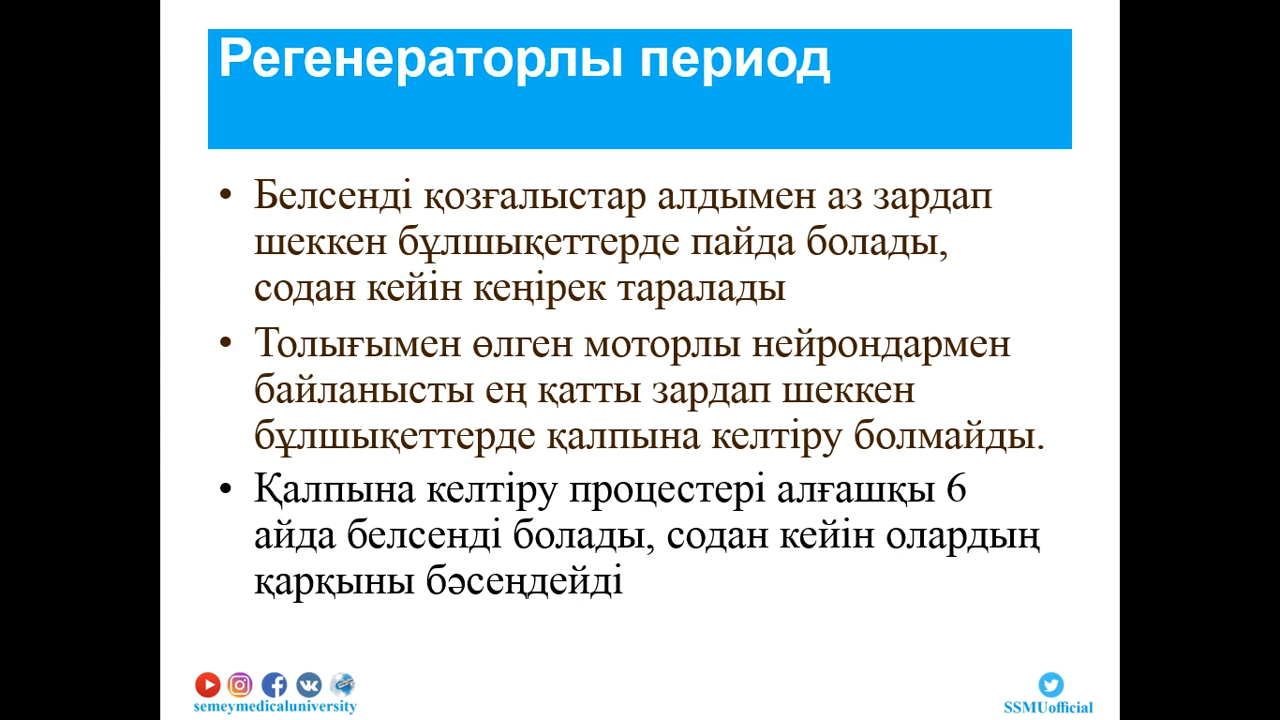 Регенераторлы период
• Белсенді қозғалыстар алдымен аз зардап
шеккен бұлшықеттерде пайда болады,
содан кейін кеңірек таралады
• Толығымен өлген моторлы нейрондармен
байланысты ең қатты зардап шеккен
бұлшықеттерде қалпына келтіру болмайды.
• Қалпына келтіру процестері алғашқы 6
айда белсенді болады, содан кейін олардың
қарқыны бәсеңдейді
semeymedicaluniversity
SSMUofficial